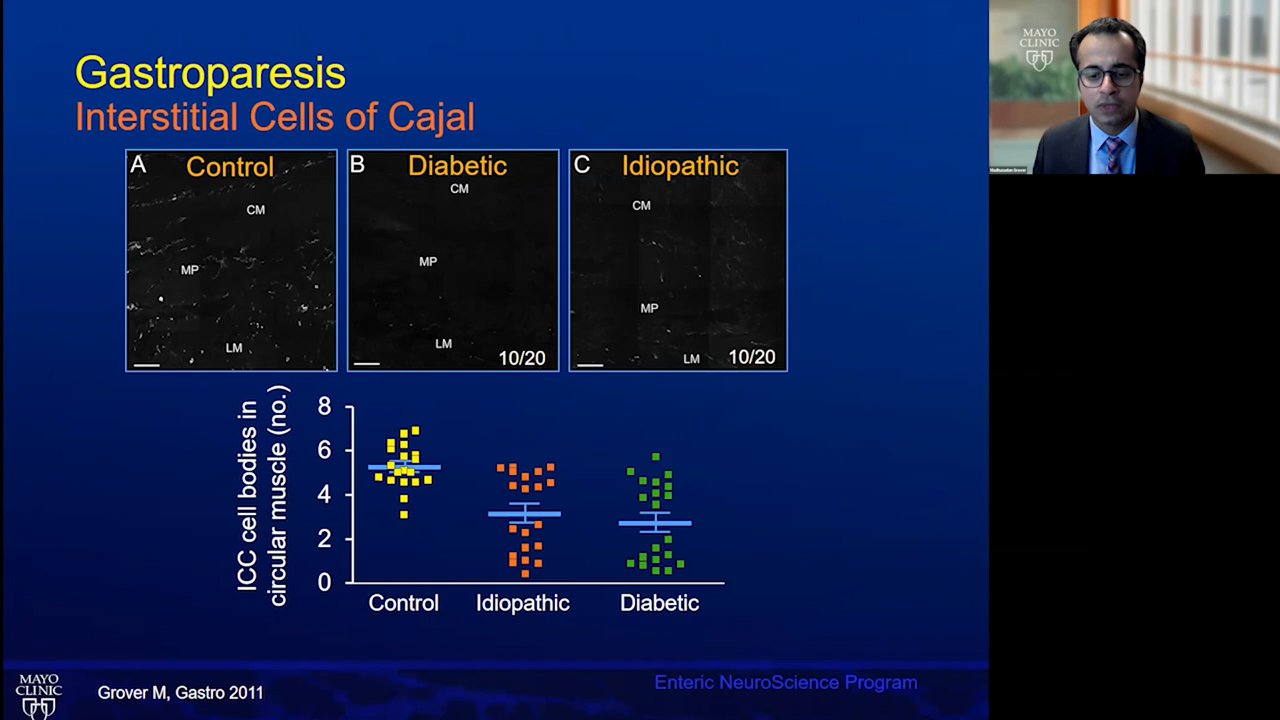 Gastroparesis
Interstitial Cells of Cajal
A Control
CM
MP
LM
B Diabetic
CM
MP
LM
10/20
C Idiopathic
CM
MP
LM
10/20
ICC cell bodies in
circular muscle (no.)
8
6
4
2
0
Control Idiopathic Diabetic
MAYO
CLINIC
Grover M, Gastro 2011
Enteric NeuroScience Program
MAYO
CLINIC
Madhusudan Grover